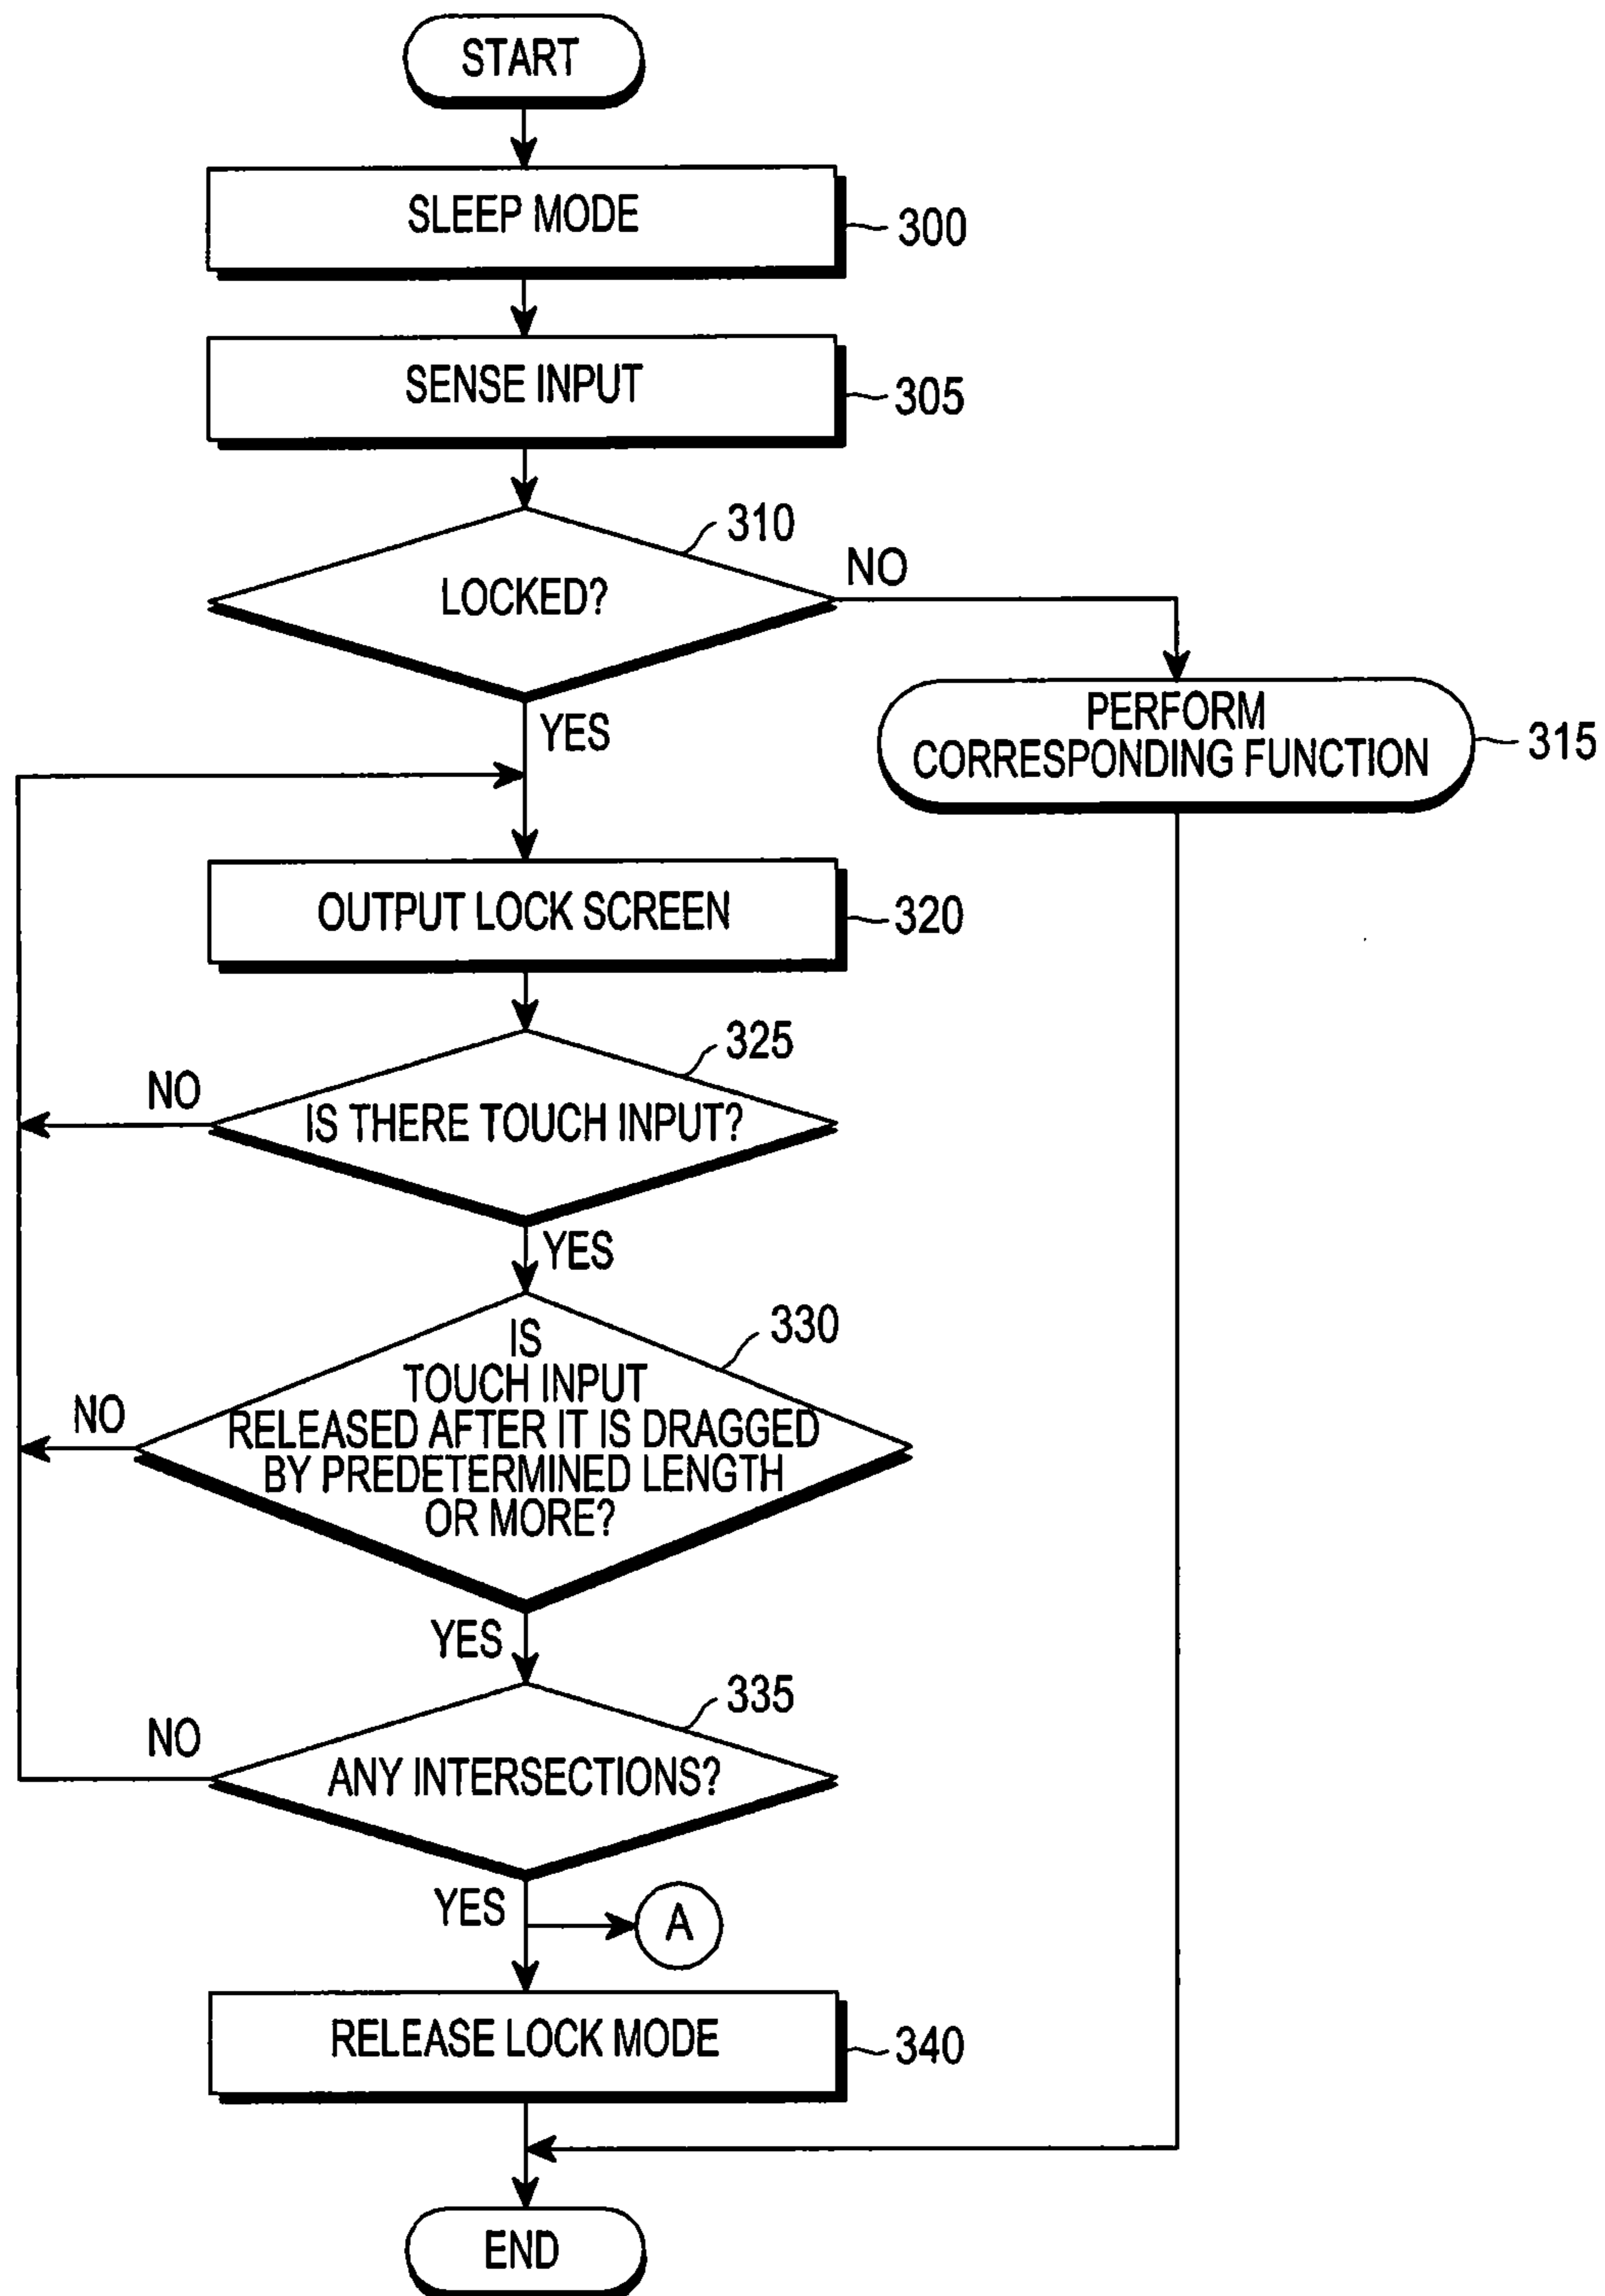 START
SLEEP MODE
300
SENSE INPUT
305
310
LOCKED?
NO
YES
PERFORM
CORRESPONDING FUNCTION
315
OUTPUT LOCK SCREEN
320
325
NO
IS THERE TOUCH INPUT?
YES
330
IS
TOUCH INPUT
RELEASED AFTER IT IS DRAGGED
BY PREDETERMINED LENGTH
OR MORE?
NO
YES
335
NO
ANY INTERSECTIONS?
YES
A
RELEASE LOCK MODE
340
END